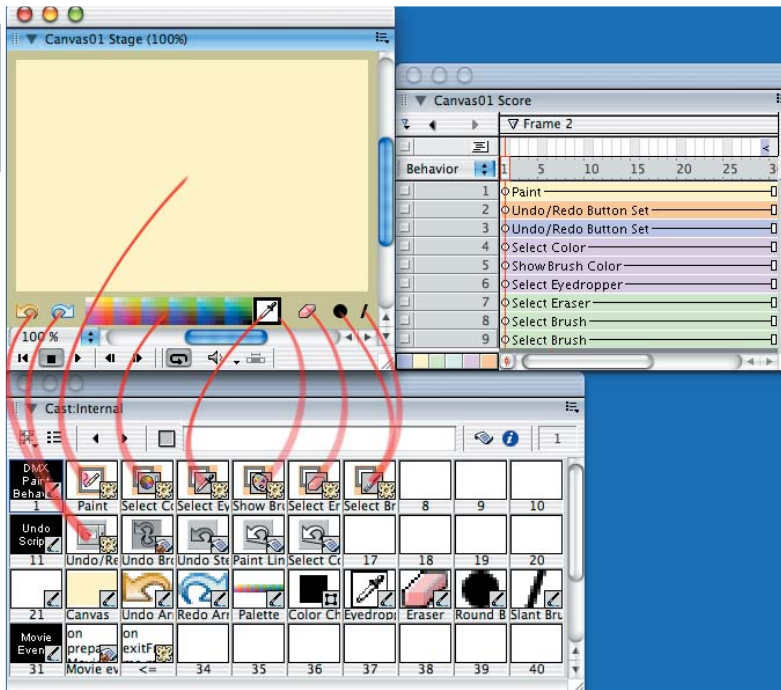 Canvas01 Stage (100%)
100 %
Canvas01 Score
Frame 2
Behavior
1 5 10 15 20 25
1 Paint
2 Undo/Redo Button Set
3 Undo/Redo Button Set
4 Select Color
5 Show Brush Color
6 Select Eyedropper
7 Select Eraser
8 Select Brush
9 Select Brush
Cast:Internal
1
DMX
Paint
Behav
1 Paint Select Co Select Ey Show Bru Select Er Select Br 8 9 10
Undo
Scrip
11 Undo/Re Undo Bro Undo Ste Paint Lin Select Co 17 18 19 20
21 Canvas Undo Arr Redo Arr Palette Color Ch Eyedropp Eraser Round B Slant Bru
Movie
Even
on
prepa
on
exitFr
31 Movie ev <= 34 35 36 37 38 39 40